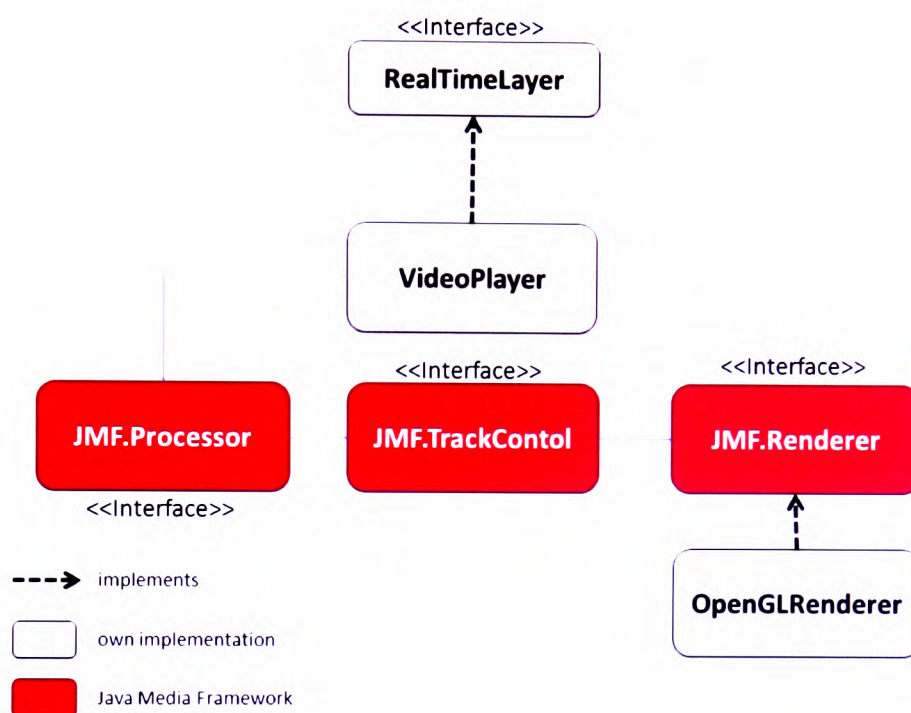 <<Interface>>
RealTimeLayer
VideoPlayer
<<Interface>>
<<Interface>>
JMF.Processor
JMF.TrackContol
JMF.Renderer
<<Interface>>
implements
OpenGLRenderer
own implementation
Java Media Framework